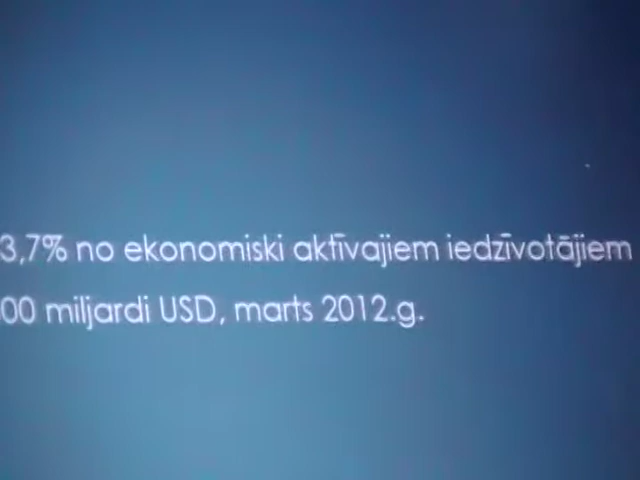 3,7% no ekonomiski aktīvajiem iedzīvotājiem
00 miljardi USD, marts 2012.g.